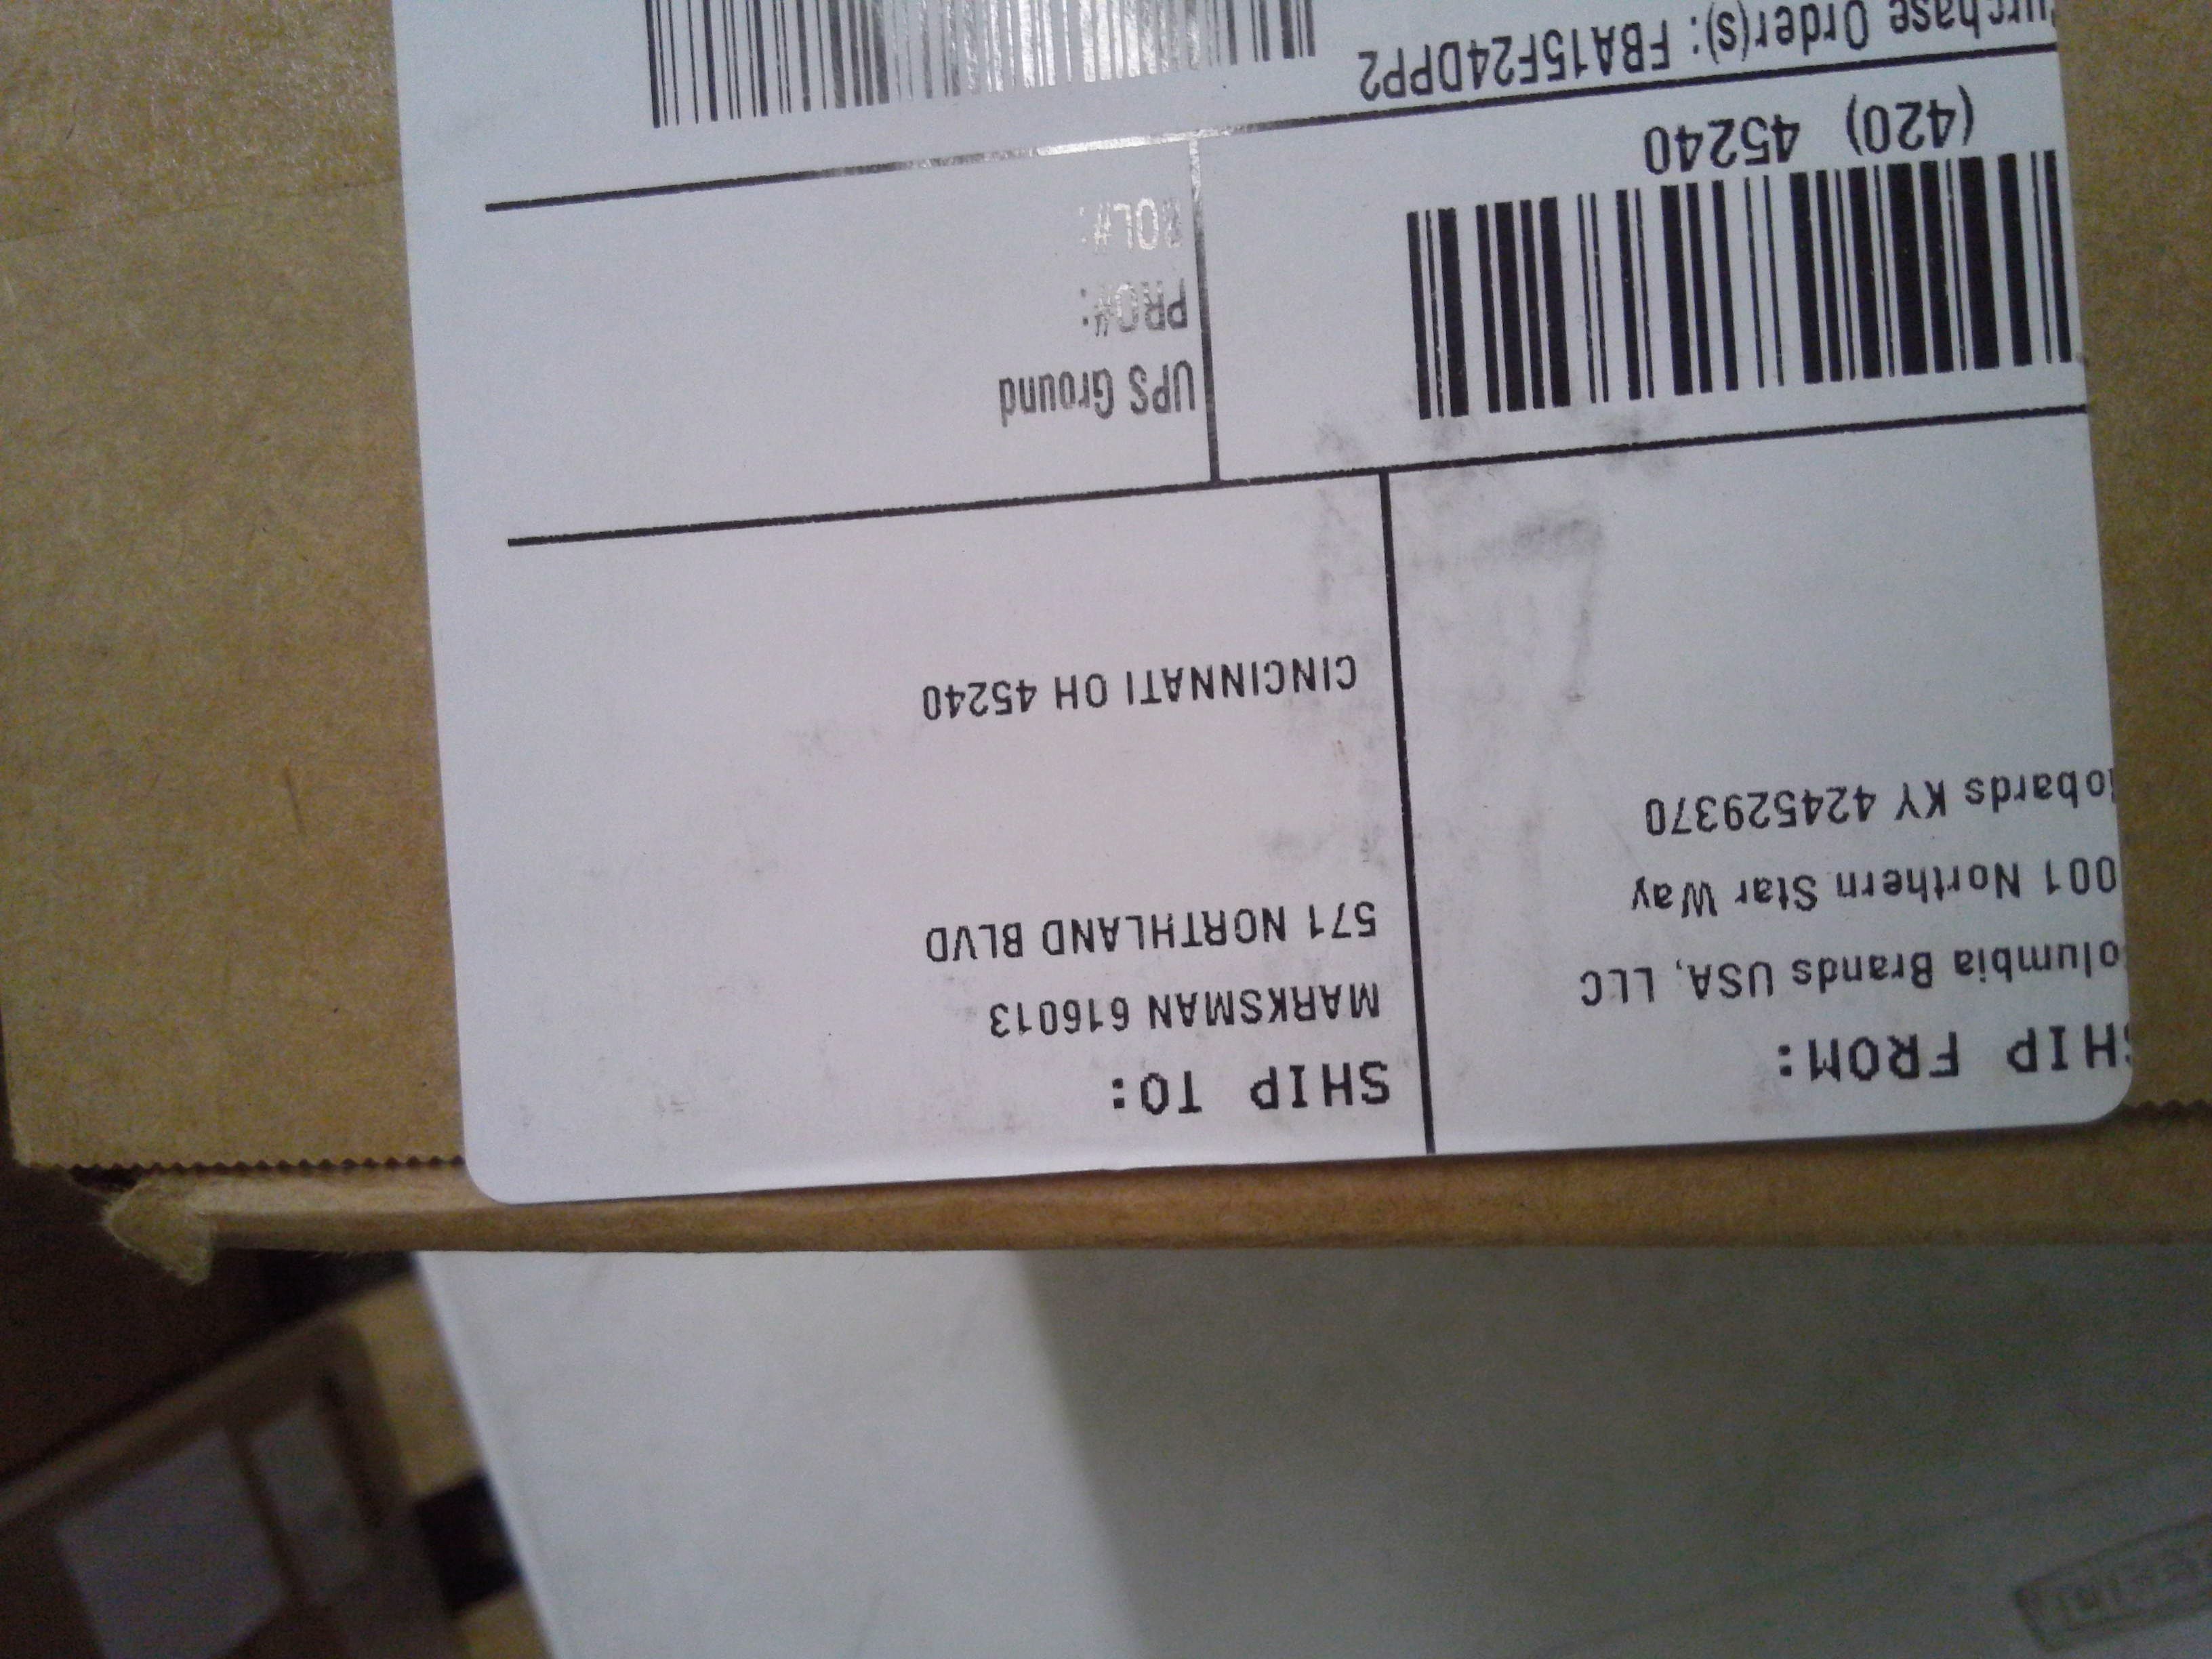 SHIP FROM:
olumbia Brands USA, LLC
001 Northern Star Way
obards KY 424529370
SHIP TO:
MARKSMAN 616013
571 NORTHLAND BLVD
CINCINNATI OH 45240
(420) 45240
UPS Ground
PRO#:
BOL#:
urchase Order(s): FBA15F24DPP2